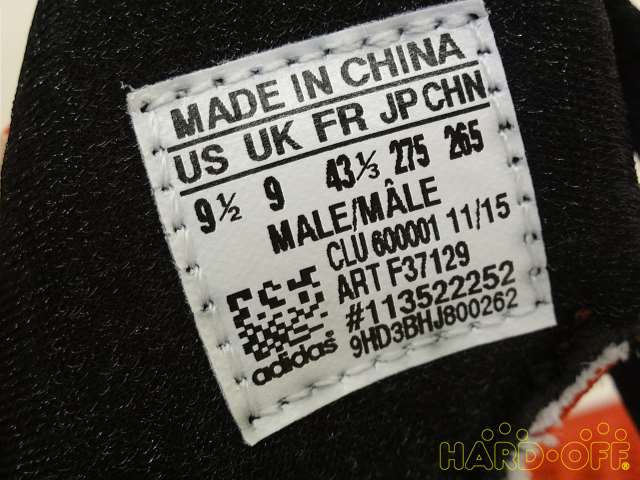 MADE IN CHINA
US UK FR JP CHN
9½ 9 43⅓ 275 265
MALE/MÂLE
CLU 600001 11/15
ART F37129
#113522252
9HD3BHJ800262
adidas®
HARD-OFF